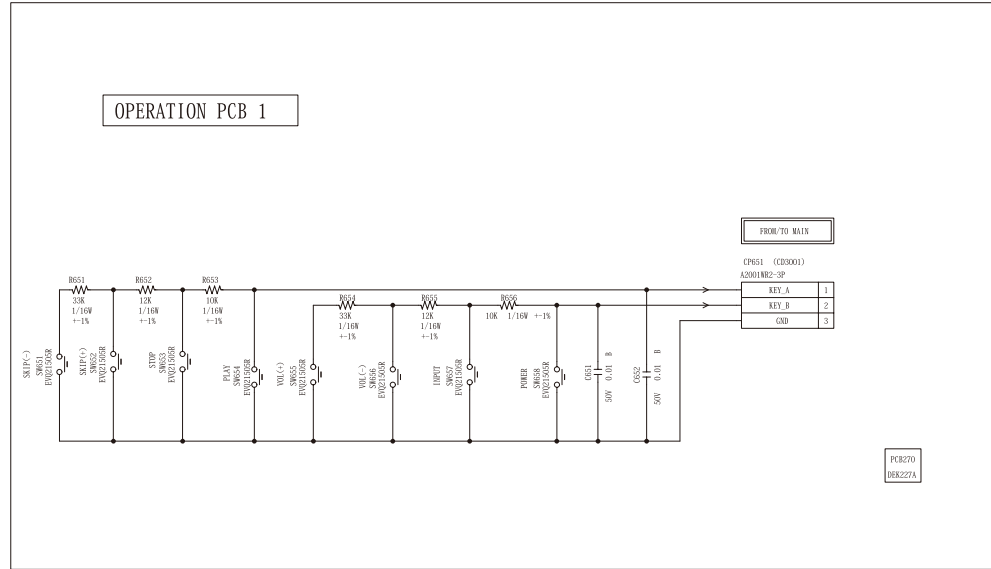 OPERATION PCB 1
FROM/TO MAIN
CP651 (CD3001)
A2001WR2-3P
KEY_A 1
KEY_B 2
GND 3
R651
33K
1/16W
+-1%
R652
12K
1/16W
+-1%
R653
10K
1/16W
+-1%
R654
33K
1/16W
+-1%
R655
12K
1/16W
+-1%
R656
10K 1/16W +-1%
SKIP(-)
SW651
EVQ21505R
SKIP(+)
SW652
EVQ21505R
STOP
SW653
EVQ21505R
PLAY
SW654
EVQ21505R
VOL(+)
SW655
EVQ21505R
VOL(-)
SW656
EVQ21505R
INPUT
SW657
EVQ21505R
POWER
SW658
EVQ21505R
C651
50V 0.01 B
C652
50V 0.01 B
PCB270
DEK227A